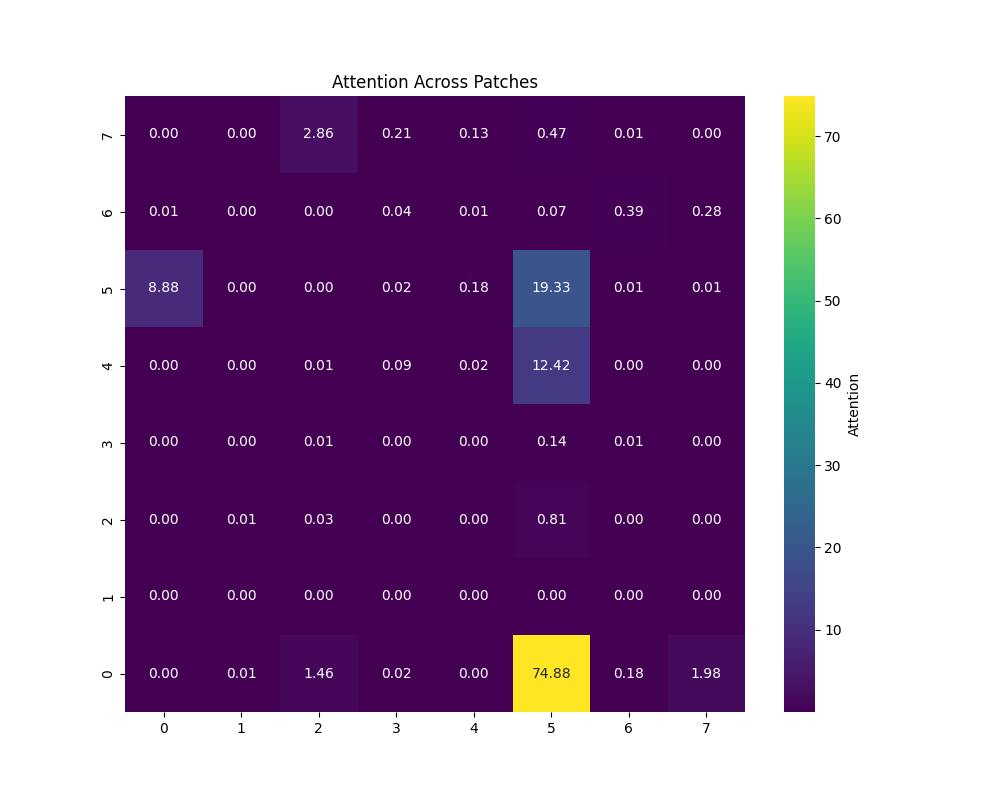 Attention Across Patches
7 0.00 0.00 2.86 0.21 0.13 0.47 0.01 0.00
6 0.01 0.00 0.00 0.04 0.01 0.07 0.39 0.28
5 8.88 0.00 0.00 0.02 0.18 19.33 0.01 0.01
4 0.00 0.00 0.01 0.09 0.02 12.42 0.00 0.00
3 0.00 0.00 0.01 0.00 0.00 0.14 0.01 0.00
2 0.00 0.01 0.03 0.00 0.00 0.81 0.00 0.00
1 0.00 0.00 0.00 0.00 0.00 0.00 0.00 0.00
0 0.00 0.01 1.46 0.02 0.00 74.88 0.18 1.98
0 1 2 3 4 5 6 7
70
60
50
40
30
20
10
Attention